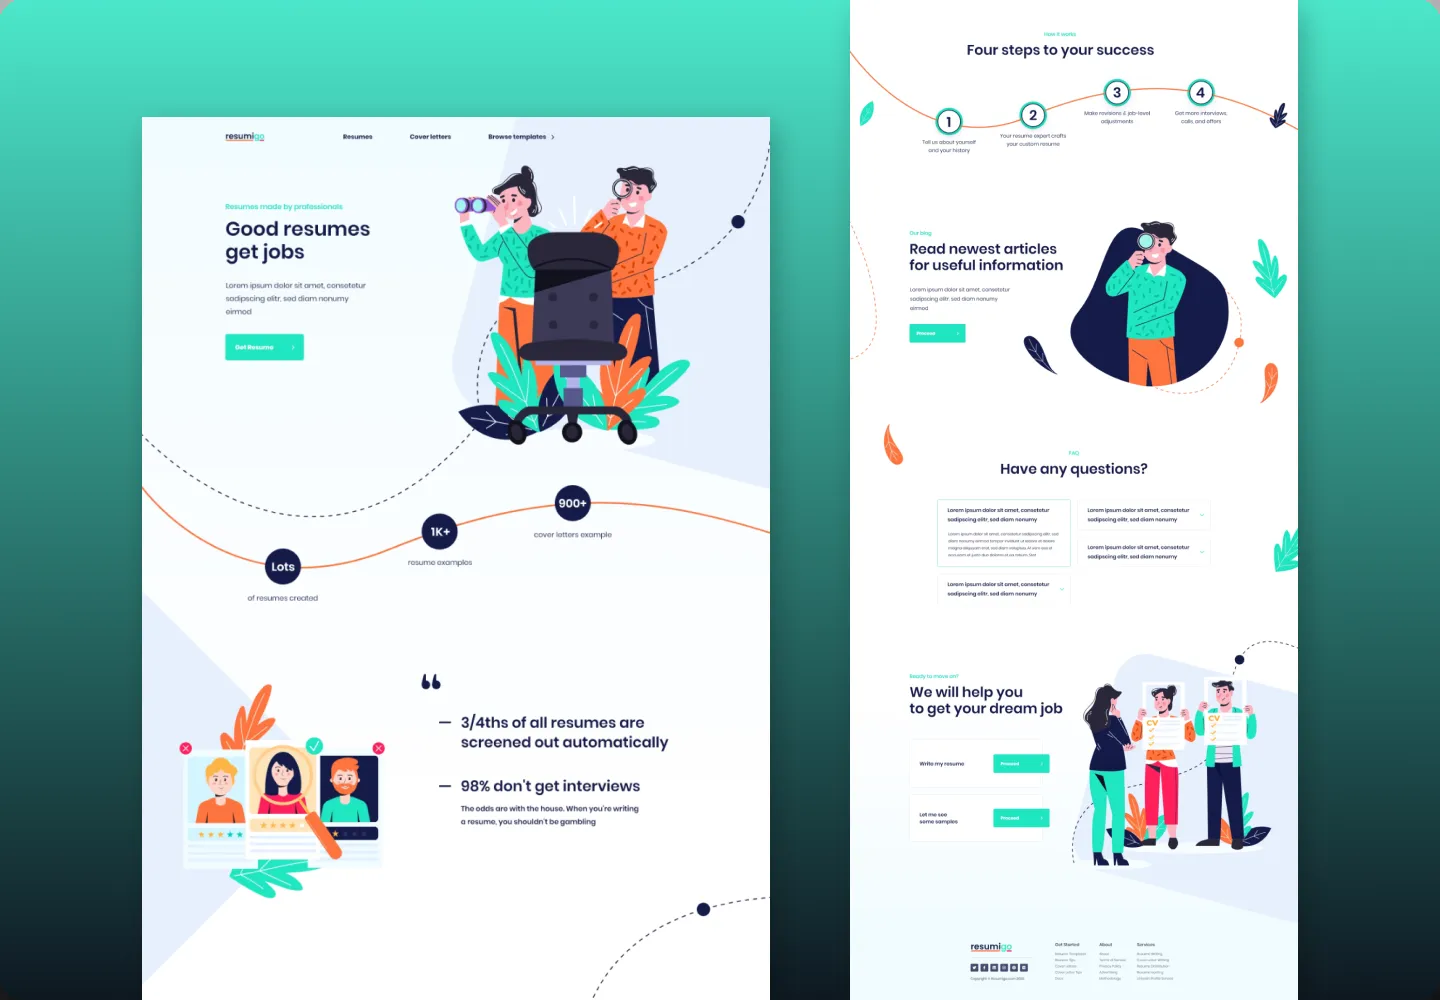 resumigo
Resumes
Cover letters
Browse templates
Resumes made by professionals
Good resumes
get jobs
Lorem ipsum dolor sit amet, consetetur
sadipscing elitr, sed diam nonumy
eirmod
Get Resume
Lots
of resumes created
1K+
resume examples
900+
cover letters example
3/4ths of all resumes are
screened out automatically
98% don't get interviews
The odds are with the house. When you're writing
a resume, you shouldn't be gambling
How it works
Four steps to your success
1
Tell us about yourself
and your history
2
Your resume expert crafts
your custom resume
3
Make revisions & job-level
adjustments
4
Get more interviews,
calls, and offers
Our blog
Read newest articles
for useful information
Lorem ipsum dolor sit amet, consetetur
sadipscing elitr, sed diam nonumy
eirmod
Proceed
FAQ
Have any questions?
Lorem ipsum dolor sit amet, consetetur
sadipscing elitr, sed diam nonumy
Lorem ipsum dolor sit amet, consetetur
sadipscing elitr, sed diam nonumy
Lorem ipsum dolor sit amet, consetetur
sadipscing elitr, sed diam nonumy
Lorem ipsum dolor sit amet, consetetur
sadipscing elitr, sed diam nonumy
Ready to move on?
We will help you
to get your dream job
Write my resume
Proceed
Let me see
some samples
Proceed
CV
CV
resumigo
Get Started
About
Services